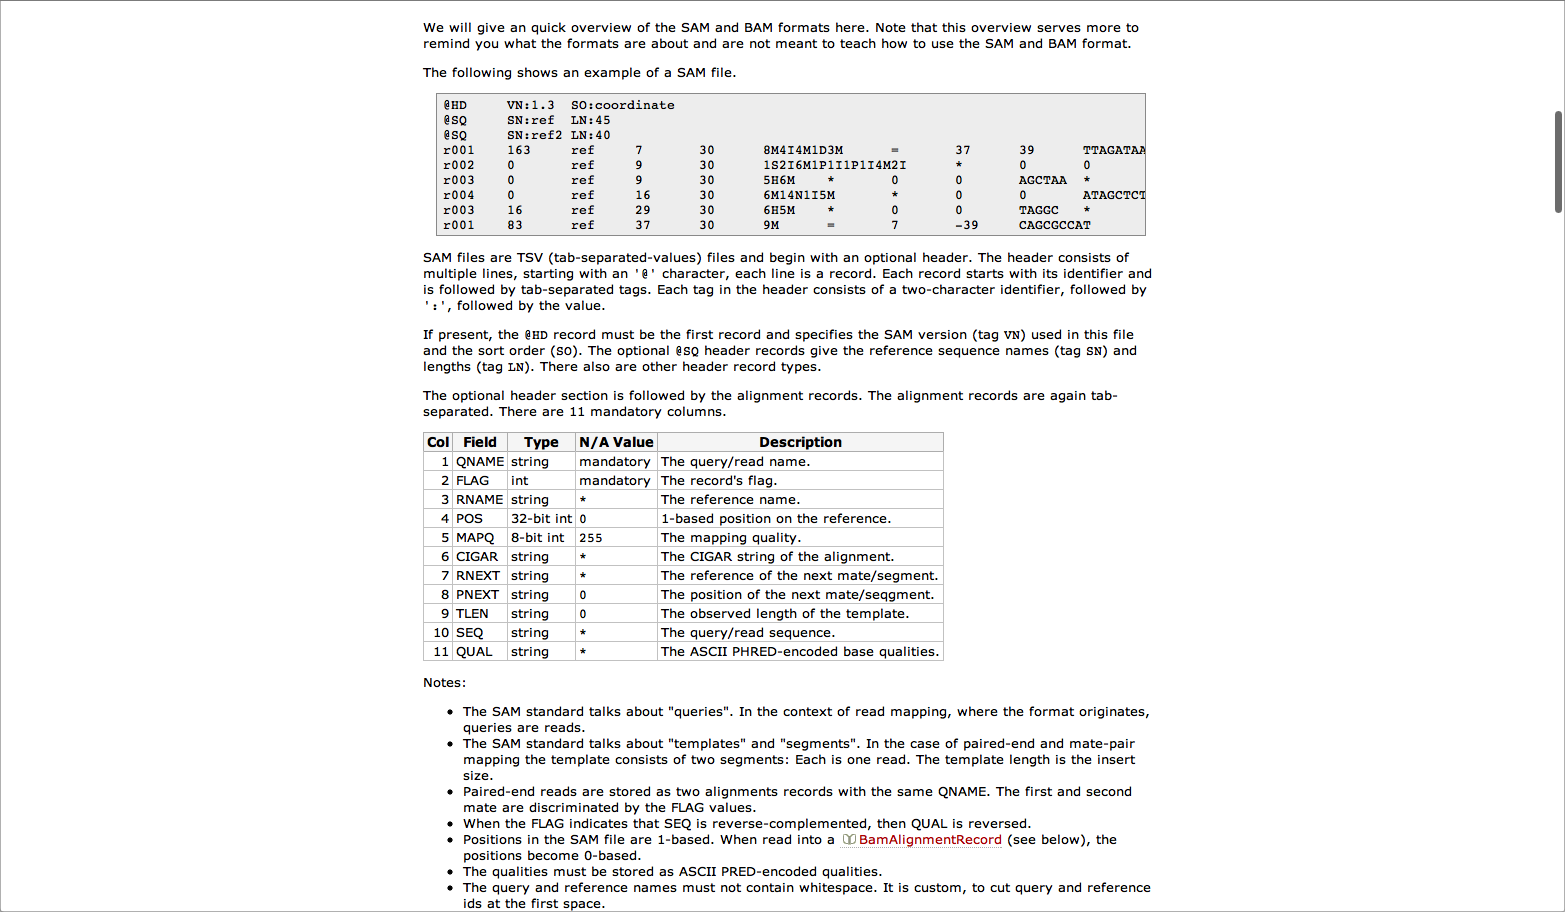 We will give an quick overview of the SAM and BAM formats here. Note that this overview serves more to
remind you what the formats are about and are not meant to teach how to use the SAM and BAM format.
The following shows an example of a SAM file.
@HD VN:1.3 SO:coordinate
@SQ SN:ref LN:45
@SQ SN:ref2 LN:40
r001 163 ref 7 30 8M4I4M1D3M = 37 39 TTAGATAA
r002 0 ref 9 30 1S2I6M1P1I1P1I4M2I * 0 0
r003 0 ref 9 30 5H6M * 0 0 AGCTAA *
r004 0 ref 16 30 6M14N1I5M * 0 0 ATAGCTCT
r003 16 ref 29 30 6H5M * 0 0 TAGGC *
r001 83 ref 37 30 9M = 7 -39 CAGCGCCAT
SAM files are TSV (tab-separated-values) files and begin with an optional header. The header consists of
multiple lines, starting with an '@' character, each line is a record. Each record starts with its identifier and
is followed by tab-separated tags. Each tag in the header consists of a two-character identifier, followed by
':', followed by the value.
If present, the @HD record must be the first record and specifies the SAM version (tag VN) used in this file
and the sort order (SO). The optional @SQ header records give the reference sequence names (tag SN) and
lengths (tag LN). There also are other header record types.
The optional header section is followed by the alignment records. The alignment records are again tab-
separated. There are 11 mandatory columns.
Col Field Type N/A Value Description
1 QNAME string mandatory The query/read name.
2 FLAG int mandatory The record's flag.
3 RNAME string * The reference name.
4 POS 32-bit int 0 1-based position on the reference.
5 MAPQ 8-bit int 255 The mapping quality.
6 CIGAR string * The CIGAR string of the alignment.
7 RNEXT string * The reference of the next mate/segment.
8 PNEXT string 0 The position of the next mate/seqgment.
9 TLEN string 0 The observed length of the template.
10 SEQ string * The query/read sequence.
11 QUAL string * The ASCII PHRED-encoded base qualities.
Notes:
• The SAM standard talks about "queries". In the context of read mapping, where the format originates,
queries are reads.
• The SAM standard talks about "templates" and "segments". In the case of paired-end and mate-pair
mapping the template consists of two segments: Each is one read. The template length is the insert
size.
• Paired-end reads are stored as two alignments records with the same QNAME. The first and second
mate are discriminated by the FLAG values.
• When the FLAG indicates that SEQ is reverse-complemented, then QUAL is reversed.
• Positions in the SAM file are 1-based. When read into a BamAlignmentRecord (see below), the
positions become 0-based.
• The qualities must be stored as ASCII PRED-encoded qualities.
• The query and reference names must not contain whitespace. It is custom, to cut query and reference
ids at the first space.